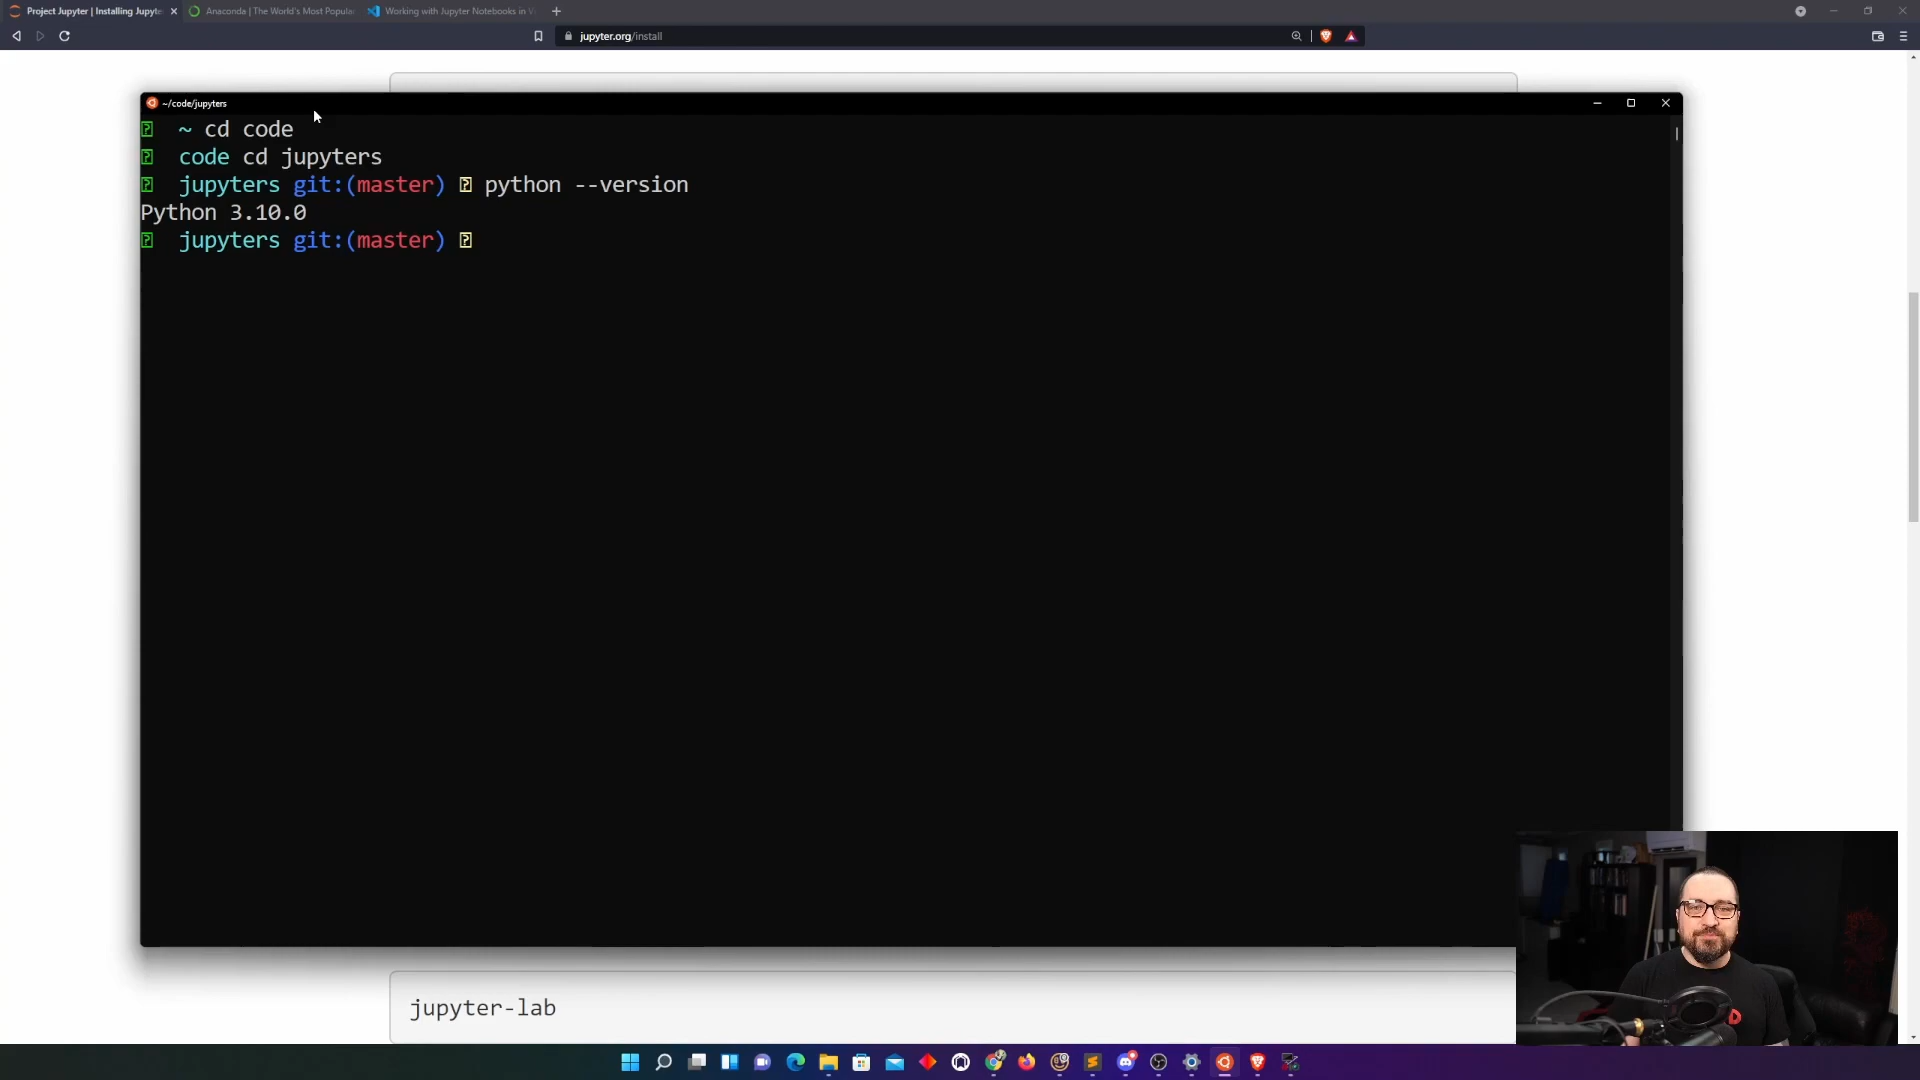 Project Jupyter | Installing Jupyte
Anaconda | The World's Most Popular
Working with Jupyter Notebooks in V
jupyter.org/install
~/code/jupyters
~ cd code
code cd jupyters
jupyters git:(master) python --version
Python 3.10.0
jupyters git:(master)
jupyter-lab